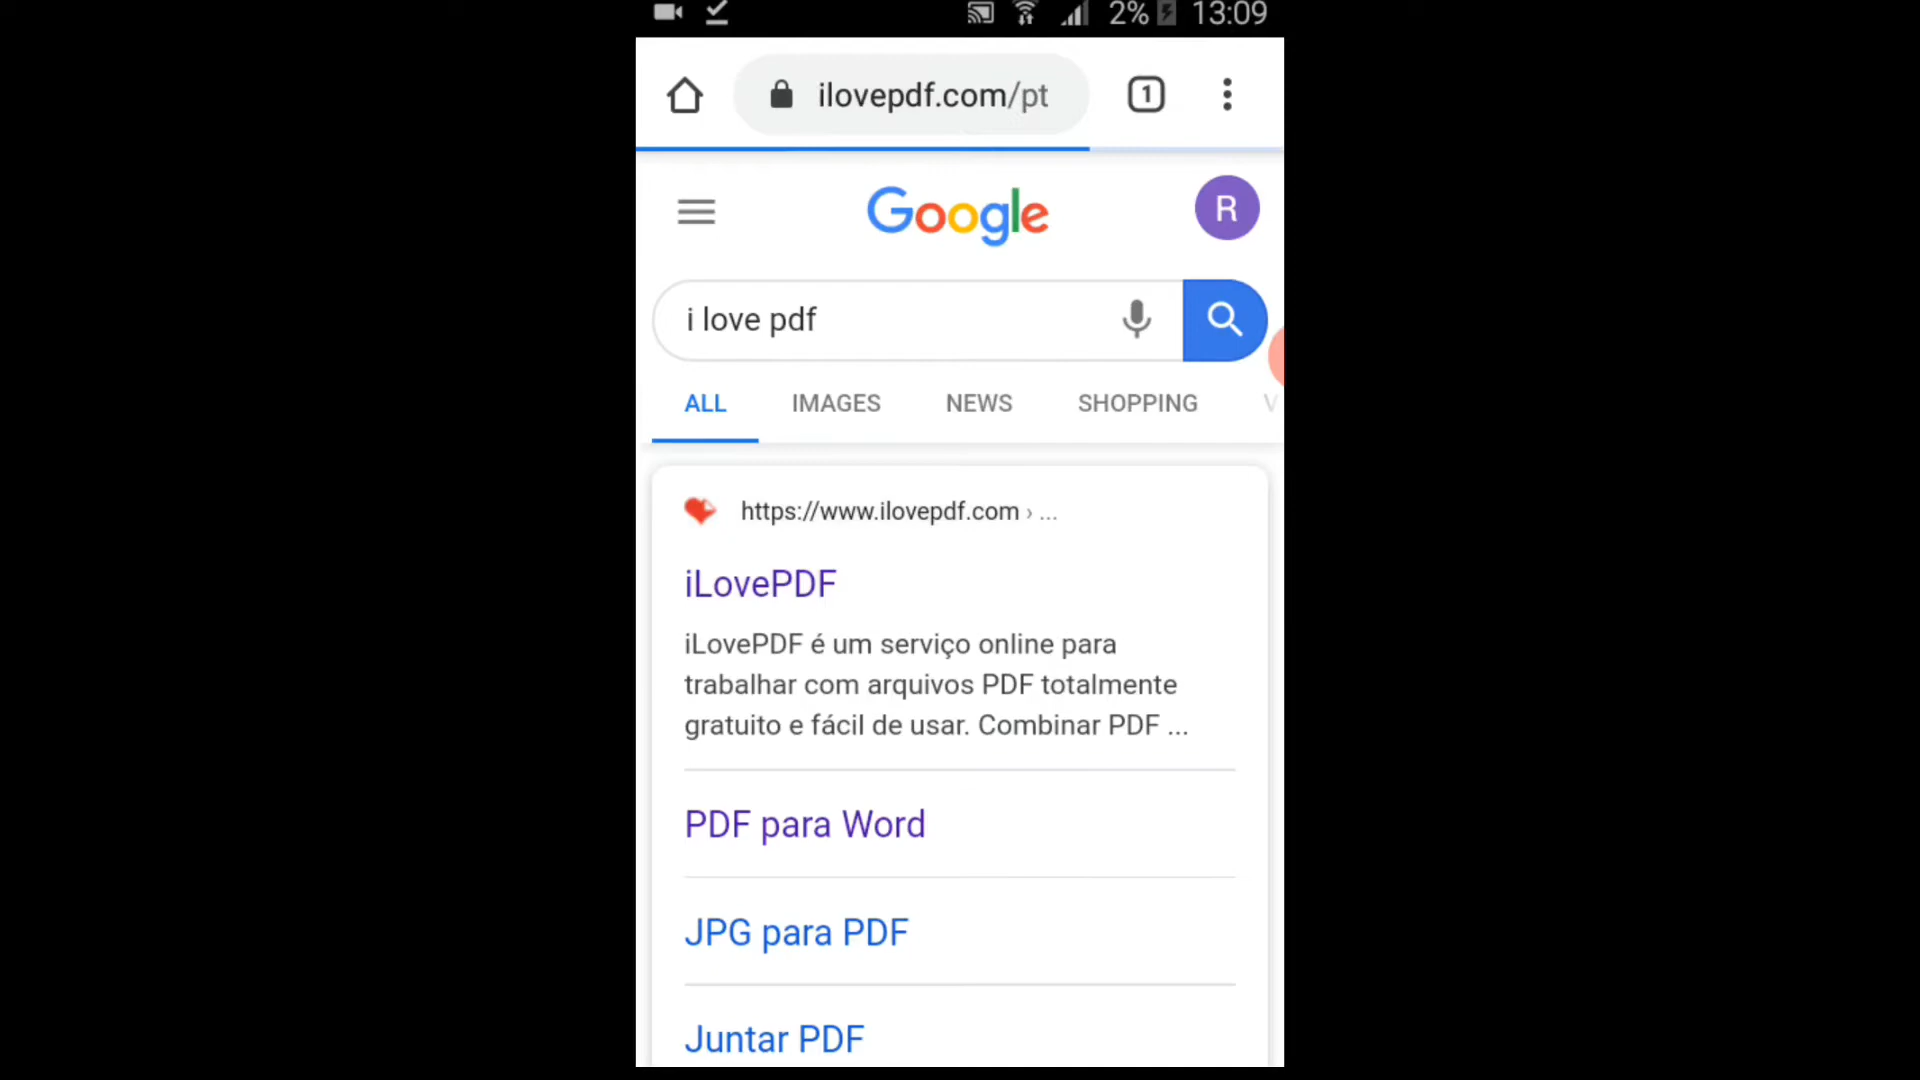 2% 13:09
ilovepdf.com/pt 1
Google R
i love pdf
ALL IMAGES NEWS SHOPPING V
https://www.ilovepdf.com › ...
iLovePDF
iLovePDF é um serviço online para
trabalhar com arquivos PDF totalmente
gratuito e fácil de usar. Combinar PDF ...
PDF para Word
JPG para PDF
Juntar PDF